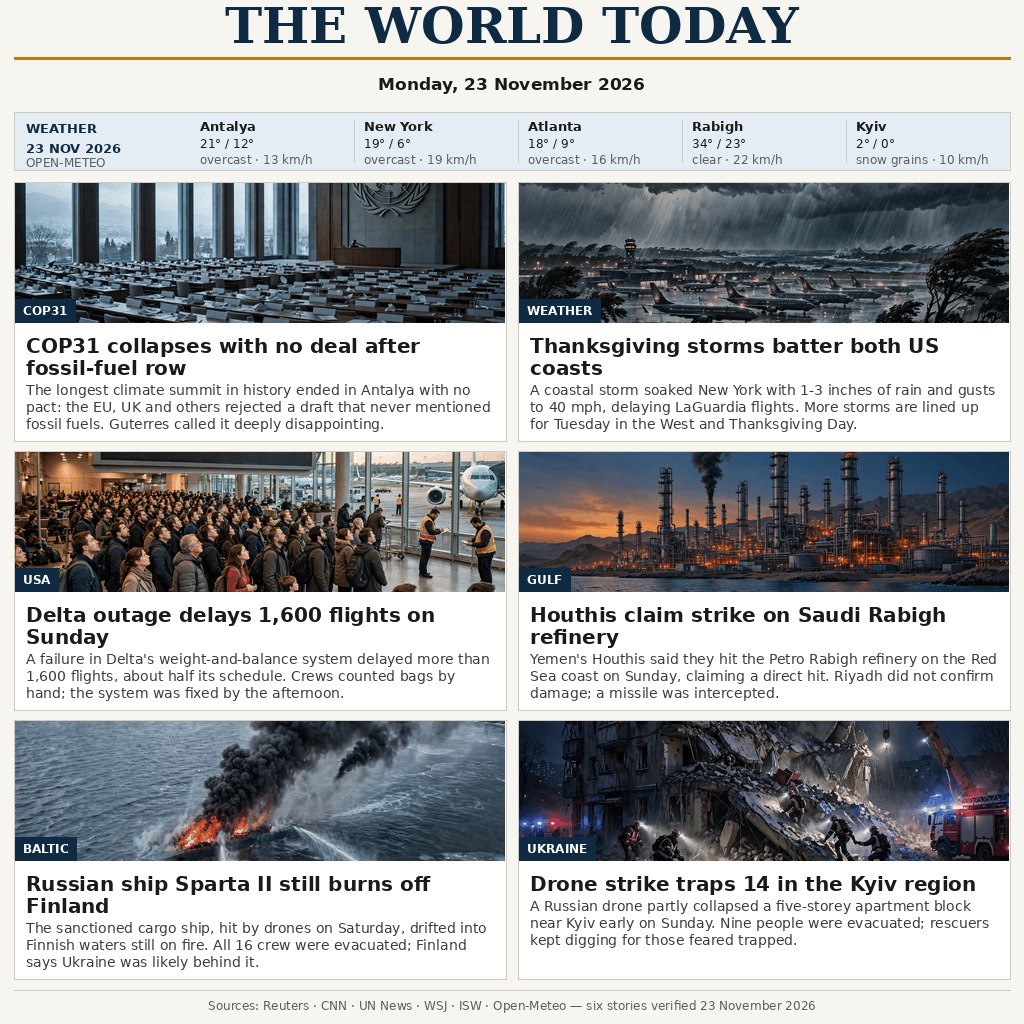 THE WORLD TODAY
Monday, 23 November 2026
WEATHER
23 NOV 2026
OPEN-METEO
Antalya
21° / 12°
overcast · 13 km/h
New York
19° / 6°
overcast · 19 km/h
Atlanta
18° / 9°
overcast · 16 km/h
Rabigh
34° / 23°
clear · 22 km/h
Kyiv
2° / 0°
snow grains · 10 km/h
COP31
COP31 collapses with no deal after
fossil-fuel row
The longest climate summit in history ended in Antalya with no
pact: the EU, UK and others rejected a draft that never mentioned
fossil fuels. Guterres called it deeply disappointing.
WEATHER
Thanksgiving storms batter both US
coasts
A coastal storm soaked New York with 1-3 inches of rain and gusts
to 40 mph, delaying LaGuardia flights. More storms are lined up
for Tuesday in the West and Thanksgiving Day.
USA
Delta outage delays 1,600 flights on
Sunday
A failure in Delta's weight-and-balance system delayed more than
1,600 flights, about half its schedule. Crews counted bags by
hand; the system was fixed by the afternoon.
GULF
Houthis claim strike on Saudi Rabigh
refinery
Yemen's Houthis said they hit the Petro Rabigh refinery on the Red
Sea coast on Sunday, claiming a direct hit. Riyadh did not confirm
damage; a missile was intercepted.
BALTIC
Russian ship Sparta II still burns off
Finland
The sanctioned cargo ship, hit by drones on Saturday, drifted into
Finnish waters still on fire. All 16 crew were evacuated; Finland
says Ukraine was likely behind it.
UKRAINE
Drone strike traps 14 in the Kyiv region
A Russian drone partly collapsed a five-storey apartment block
near Kyiv early on Sunday. Nine people were evacuated; rescuers
kept digging for those feared trapped.
Sources: Reuters · CNN · UN News · WSJ · ISW · Open-Meteo — six stories verified 23 November 2026